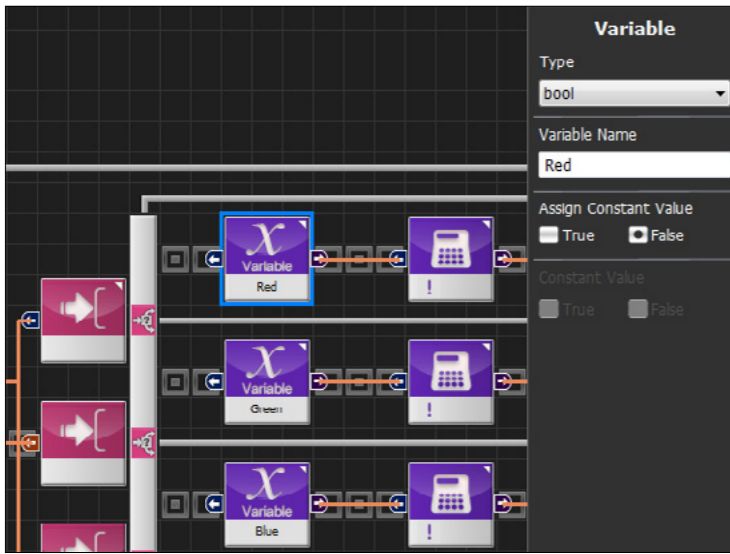 Variable
Type
bool
Variable Name
Red
Assign Constant Value
True False
Constant Value
True False
x
Variable
Red
!
?
x
Variable
Green
!
?
x
Variable
Blue
!